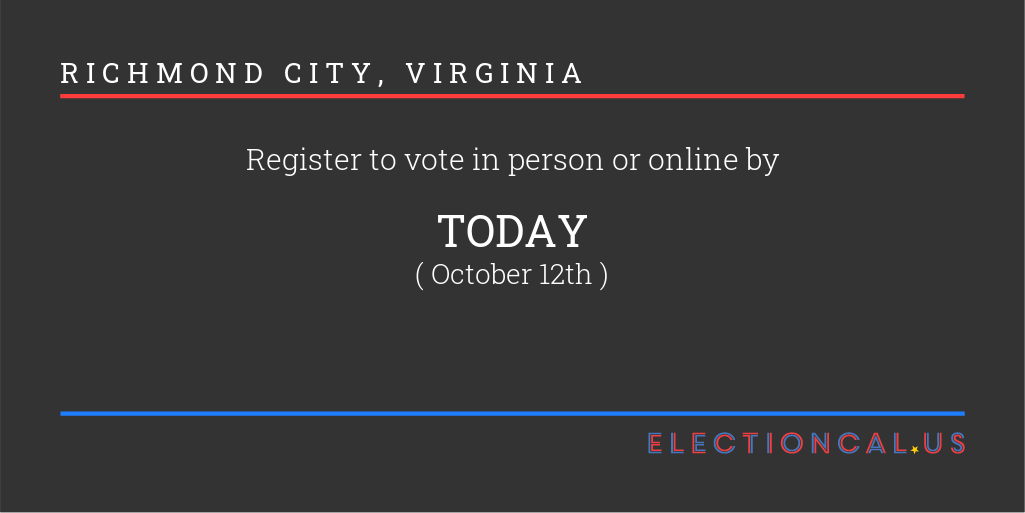 RICHMOND CITY, VIRGINIA
Register to vote in person or online by
TODAY
( October 12th )
ELECTIONCAL.US